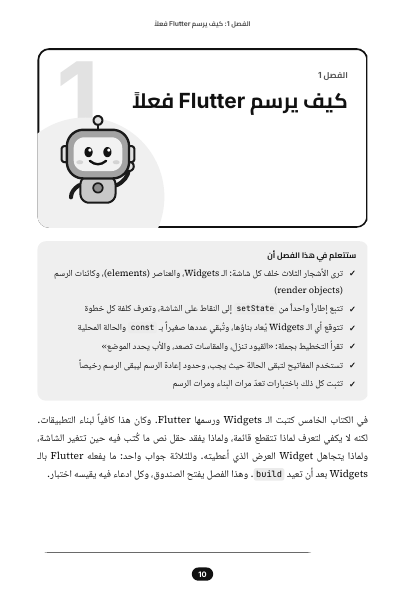 الفصل 1: كيف يرسم Flutter فعلاً
1
الفصل 1
كيف يرسم Flutter فعلاً
ستتعلم في هذا الفصل أن
✓ ترى الأشجار الثلاث خلف كل شاشة: الـ Widgets، والعناصر (elements)، وكائنات الرسم
(render objects)
✓ تتبع إطاراً واحداً من setState إلى النقاط على الشاشة، وتعرف كلفة كل خطوة
✓ تتوقع أي الـ Widgets يُعاد بناؤها، وتُبقي عددها صغيراً بـ const والحالة المحلية
✓ تقرأ التخطيط بجملة: «القيود تنزل، والمقاسات تصعد، والأب يحدد الموضع»
✓ تستخدم المفاتيح لتبقى الحالة حيث يجب، وحدود إعادة الرسم ليبقى الرسم رخيصاً
✓ تثبت كل ذلك باختبارات تعدّ مرات البناء ومرات الرسم
في الكتاب الخامس كتبت الـ Widgets ورسمها Flutter. وكان هذا كافياً لبناء التطبيقات.
لكنه لا يكفي لتعرف لماذا تتقطع قائمة، ولماذا يفقد حقل نص ما كُتب فيه حين تتغير الشاشة،
ولماذا يتجاهل Widget العرض الذي أعطيته. وللثلاثة جواب واحد: ما يفعله Flutter بالـ
Widgets بعد أن تعيد build. وهذا الفصل يفتح الصندوق، وكل ادعاء فيه يقيسه اختبار.
10